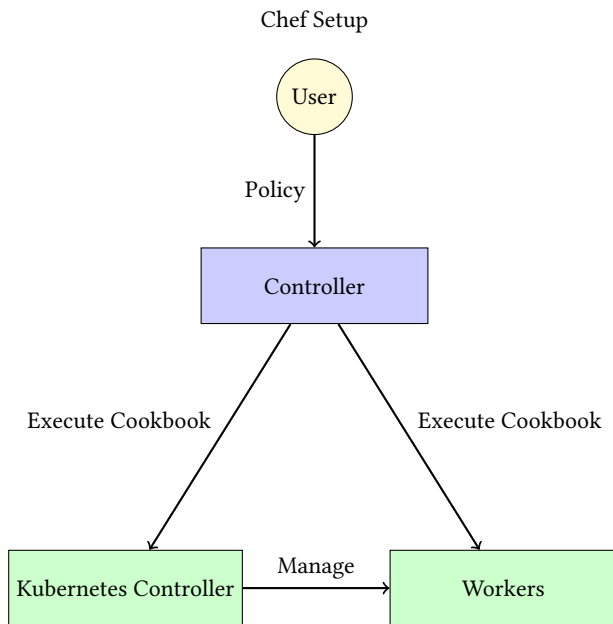 Chef Setup
User
Policy
Controller
Execute Cookbook
Execute Cookbook
Manage
Kubernetes Controller
Workers